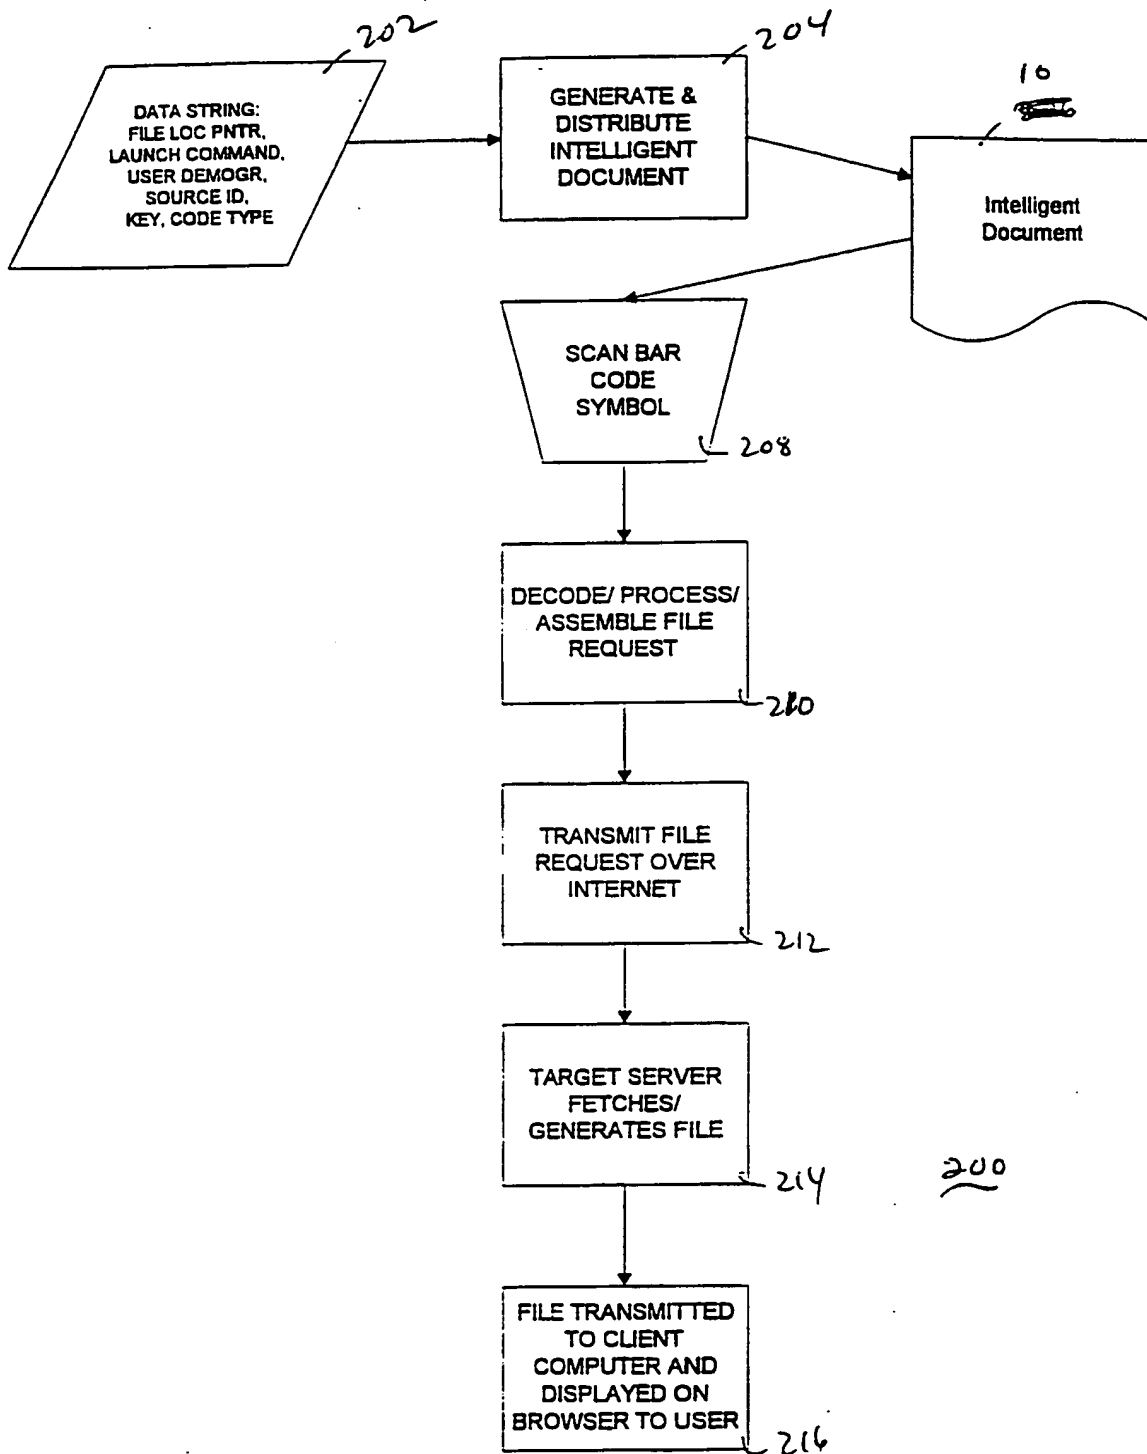 202
DATA STRING:
FILE LOC PNTR,
LAUNCH COMMAND,
USER DEMOGR,
SOURCE ID,
KEY, CODE TYPE
204
GENERATE &
DISTRIBUTE
INTELLIGENT
DOCUMENT
10
Intelligent
Document
SCAN BAR
CODE
SYMBOL
208
DECODE/ PROCESS/
ASSEMBLE FILE
REQUEST
210
TRANSMIT FILE
REQUEST OVER
INTERNET
212
TARGET SERVER
FETCHES/
GENERATES FILE
214
200
FILE TRANSMITTED
TO CLIENT
COMPUTER AND
DISPLAYED ON
BROWSER TO USER
216